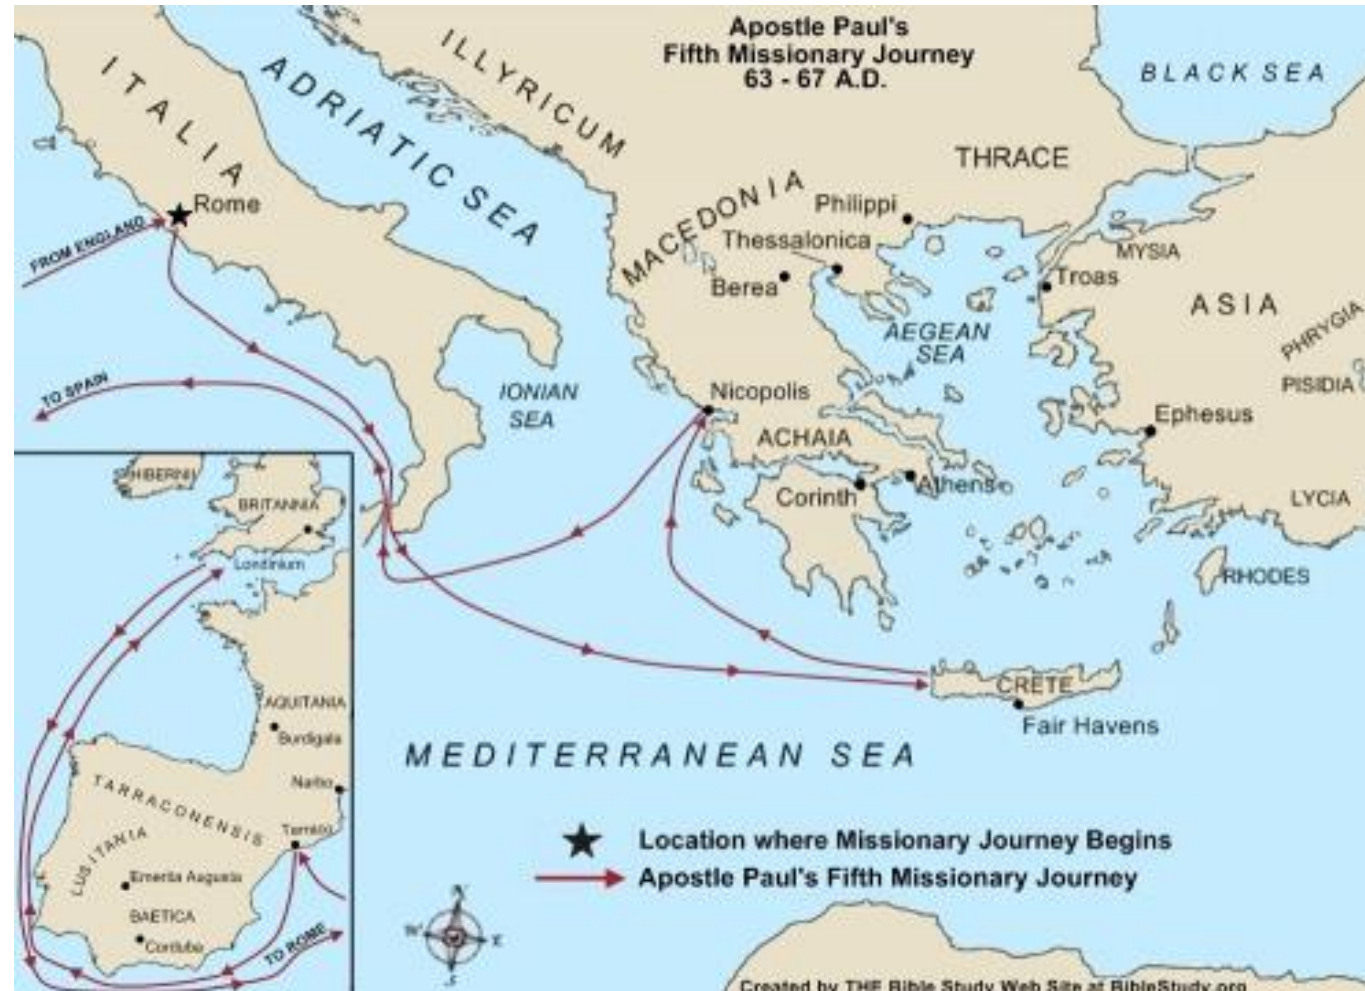 Apostle Paul's
Fifth Missionary Journey
63 - 67 A.D.
BLACK SEA
ITALIA
ADRIATIC SEA
ILLYRICUM
THRACE
MACEDONIA
Philippi
Rome
Thessalonica
MYSIA
FROM ENGLAND
Berea
Troas
ASIA
PHRYGIA
AEGEAN
SEA
PISIDIA
TO SPAIN
IONIAN
SEA
Nicopolis
Ephesus
ACHAIA
Corinth
Athens
LYCIA
RHODES
CRETE
Fair Havens
MEDITERRANEAN SEA
HIBERNI
BRITANNIA
Londinium
AQUITANIA
Burdigala
Narbo
TARRACONENSIS
LUSITANIA
Emerita Augusta
BAETICA
Corduba
TO ROME
Location where Missionary Journey Begins
Apostle Paul's Fifth Missionary Journey
N
W
E
S
Created by THE Bible Study Web Site at BibleStudy.org